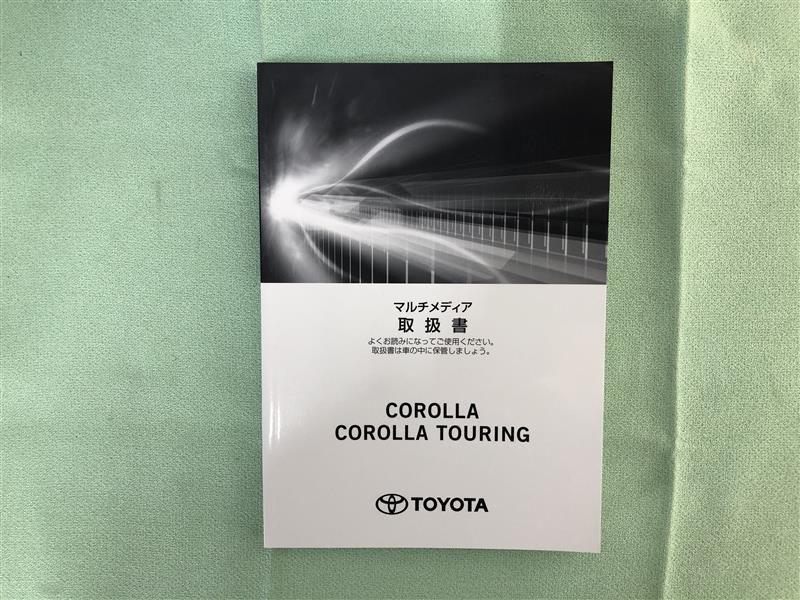 マルチメディア
取扱書
よくお読みになってご使用ください。
取扱書は車の中に保管しましょう。
COROLLA
COROLLA TOURING
TOYOTA